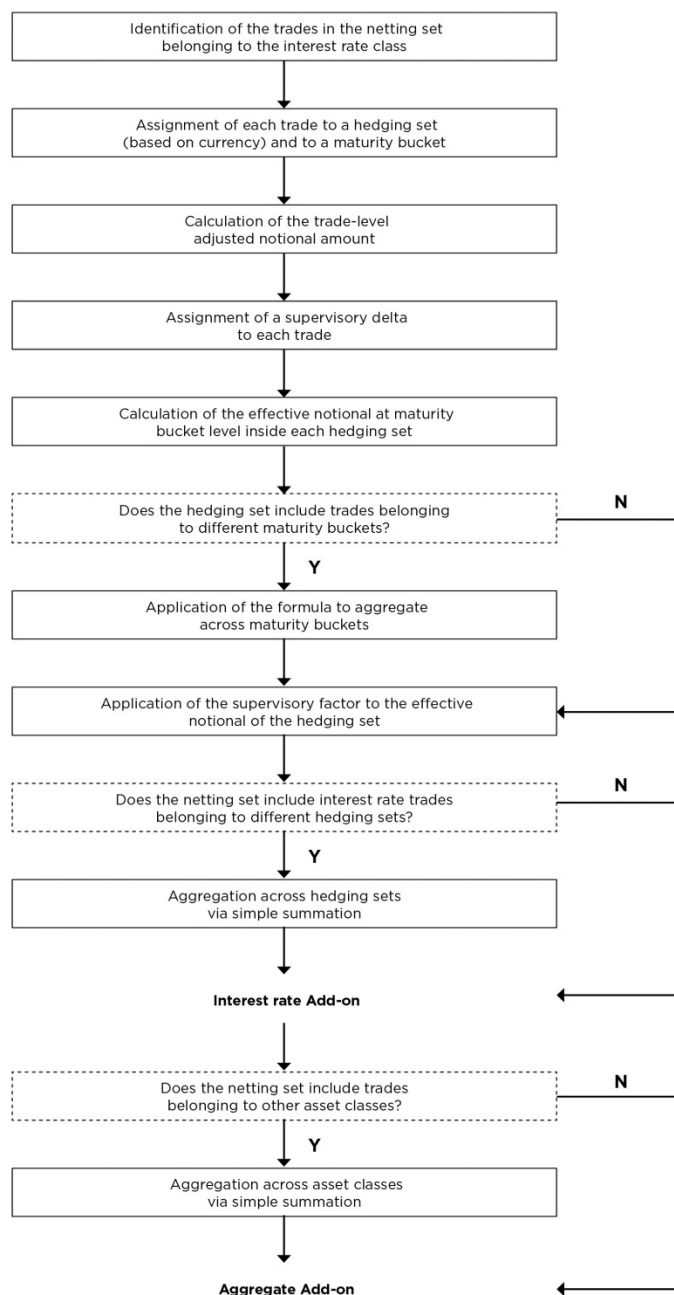 Identification of the trades in the netting set
belonging to the interest rate class
Assignment of each trade to a hedging set
(based on currency) and to a maturity bucket
Calculation of the trade-level
adjusted notional amount
Assignment of a supervisory delta
to each trade
Calculation of the effective notional at maturity
bucket level inside each hedging set
Does the hedging set include trades belonging
to different maturity buckets?
N
Y
Application of the formula to aggregate
across maturity buckets
Application of the supervisory factor to the effective
notional of the hedging set
Does the netting set include interest rate trades
belonging to different hedging sets?
N
Y
Aggregation across hedging sets
via simple summation
Interest rate Add-on
Does the netting set include trades
belonging to other asset classes?
N
Y
Aggregation across asset classes
via simple summation
Aggregate Add-on